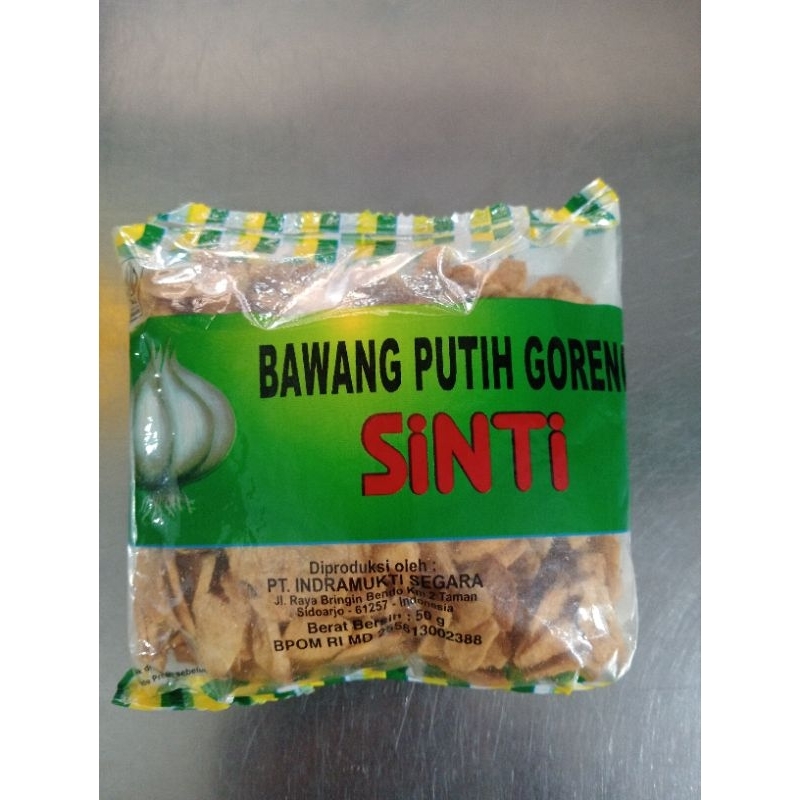 BAWANG PUTIH GORENG
SiNTi
Diproduksi oleh :
PT. INDRAMUKTI SEGARA
Jl. Raya Bringin Bendo Km 2 Taman
Sidoarjo - 61257 - Indonesia
Berat Bersih : 50 g
BPOM RI MD